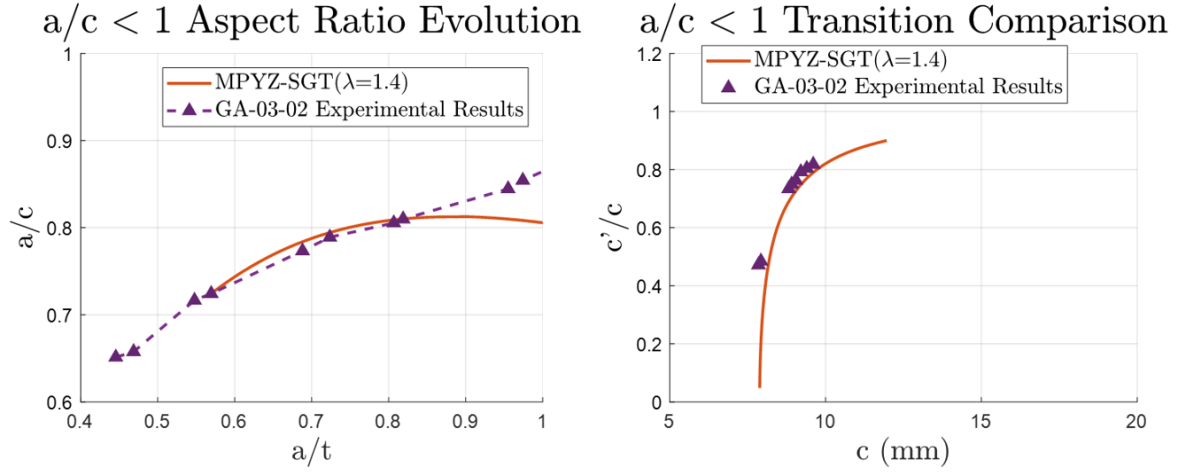 a/c < 1 Aspect Ratio Evolution
MPYZ-SGT(λ=1.4)
GA-03-02 Experimental Results
1
0.9
0.8
0.7
0.6
a/c
0.4
0.5
0.6
0.7
0.8
0.9
1
a/t
a/c < 1 Transition Comparison
MPYZ-SGT(λ=1.4)
GA-03-02 Experimental Results
1.2
1
0.8
0.6
0.4
0.2
0
c'/c
5
10
15
20
c (mm)